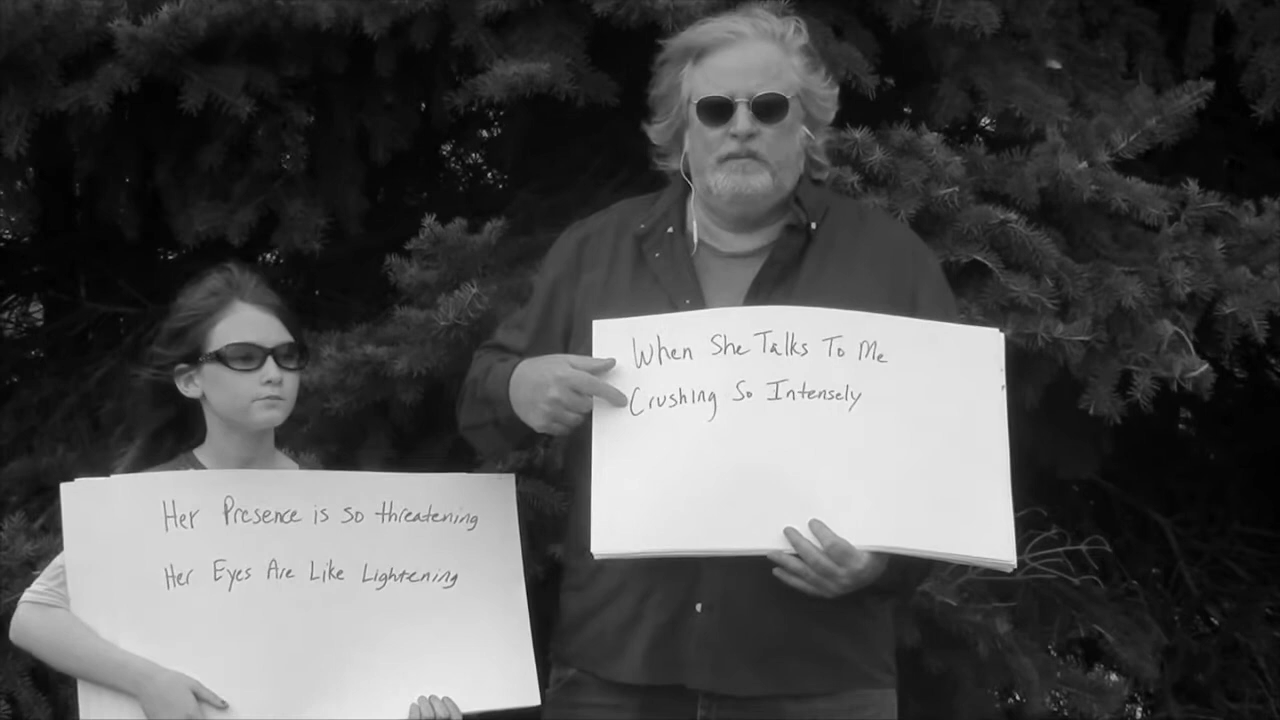 Her Presence is so threatening
Her Eyes Are Like Lightening
When She Talks To Me
Crushing So Intensely